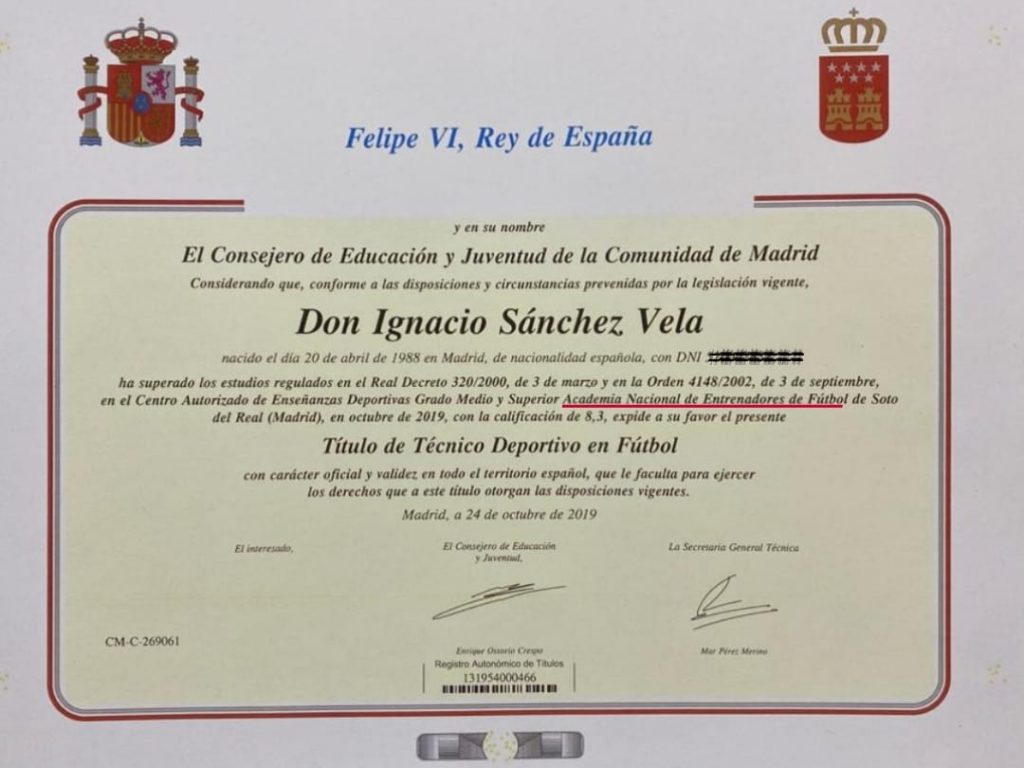 Felipe VI, Rey de España
y en su nombre
El Consejero de Educación y Juventud de la Comunidad de Madrid
Considerando que, conforme a las disposiciones y circunstancias prevenidas por la legislación vigente,
Don Ignacio Sánchez Vela
nacido el día 20 de abril de 1988 en Madrid, de nacionalidad española, con DNI
ha superado los estudios regulados en el Real Decreto 320/2000, de 3 de marzo y en la Orden 4148/2002, de 3 de septiembre,
en el Centro Autorizado de Enseñanzas Deportivas Grado Medio y Superior Academia Nacional de Entrenadores de Fútbol de Soto
del Real (Madrid), en octubre de 2019, con la calificación de 8,3, expide a su favor el presente
Título de Técnico Deportivo en Fútbol
con carácter oficial y validez en todo el territorio español, que le faculta para ejercer
los derechos que a este título otorgan las disposiciones vigentes.
Madrid, a 24 de octubre de 2019
El interesado,
El Consejero de Educación
y Juventud,
La Secretaria General Técnica
CM-C-269061
Enrique Ossorio Crespo
Mar Pérez Merino
Registro Autonómico de Títulos
131954000466